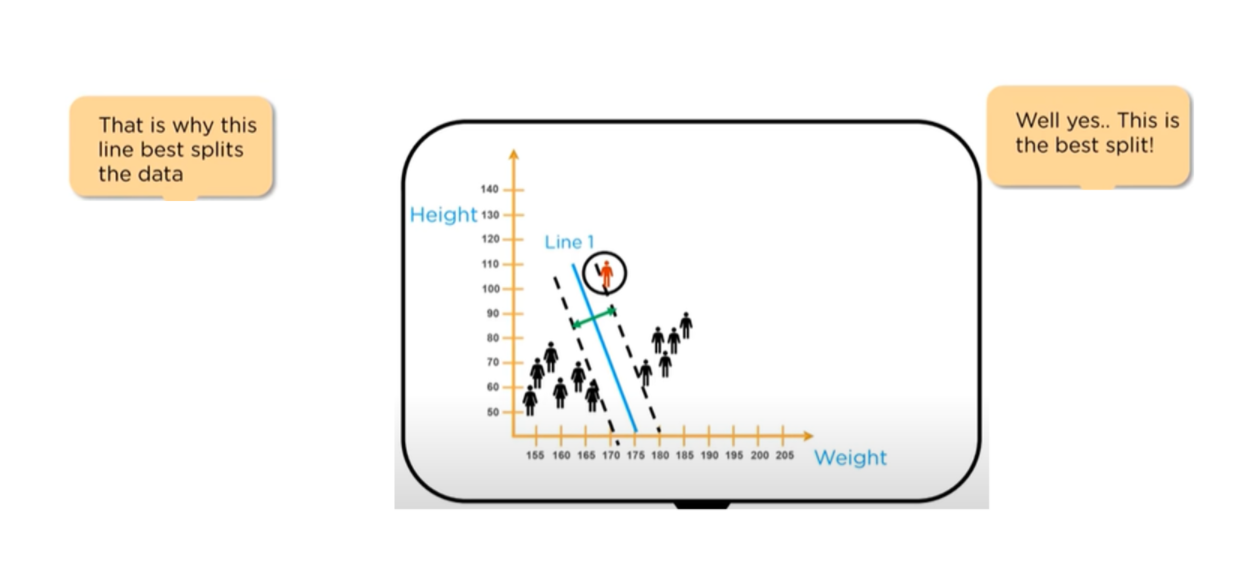 That is why this
line best splits
the data
Well yes.. This is
the best split!
140
Height 130
120
Line 1
110
100
90
80
70
60
50
155 160 165 170 175 180 185 190 195 200 205
Weight